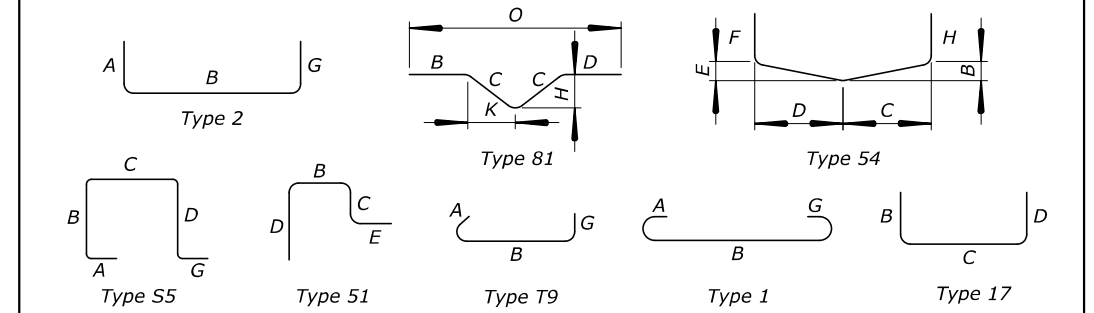 O
A
B
G
Type 2
B
C
C
D
K
H
Type 81
F
H
E
B
D
C
Type 54
C
B
D
A
G
Type S5
B
C
D
E
Type 51
A
G
B
Type T9
A
G
B
Type 1
B
D
C
Type 17